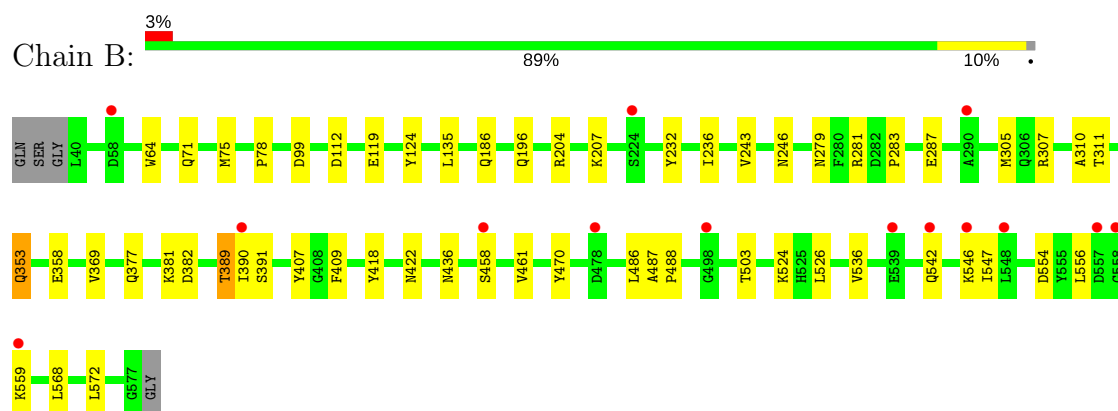 3%
Chain B:
89% 10% •
GLN SER GLY L40 D58 W64 Q71 M75 P78 D99 D112 E119 Y124 L135 Q186 Q196 R204 K207 S224 Y232 I236 V243 N246 N279 F280 R281 D282 P283 E287 A290 M305 Q306 R307 A310 T311
Q353 E358 V369 Q377 K381 D382 T389 I390 S391 Y407 G408 F409 Y418 N422 N436 S458 V461 Y470 D478 L486 A487 P488 G498 T503 K524 H525 L526 V536 E539 Q542 K546 I547 L548 D554 Y555 L556 D557 G558
K559 L568 L572 G577 GLY